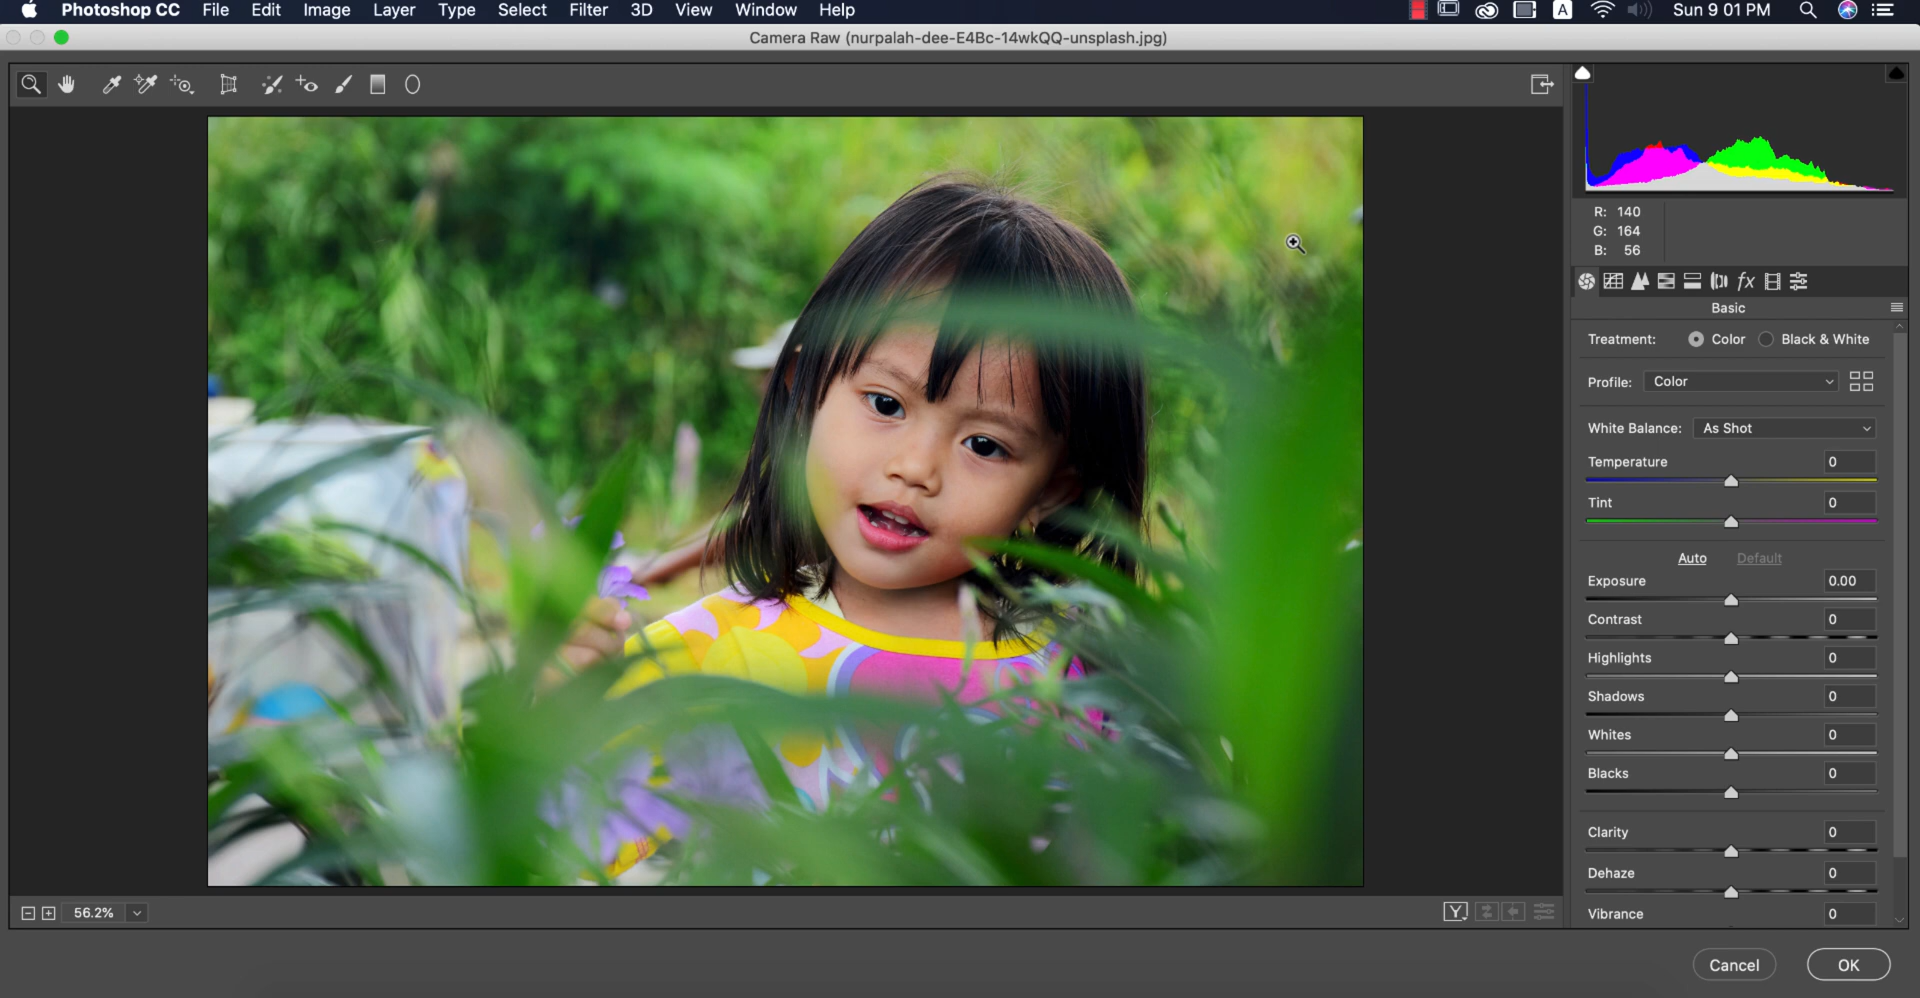 Photoshop CC File Edit Image Layer Type Select Filter 3D View Window Help A Sun 9 01 PM
Camera Raw (nurpalah-dee-E4Bc-14wkQQ-unsplash.jpg)
R: 140
G: 164
B: 56
fx
Basic
Treatment: Color Black & White
Profile: Color
White Balance: As Shot
Temperature 0
Tint 0
Auto Default
Exposure 0.00
Contrast 0
Highlights 0
Shadows 0
Whites 0
Blacks 0
Clarity 0
Dehaze 0
Vibrance 0
56.2% Y
Cancel OK